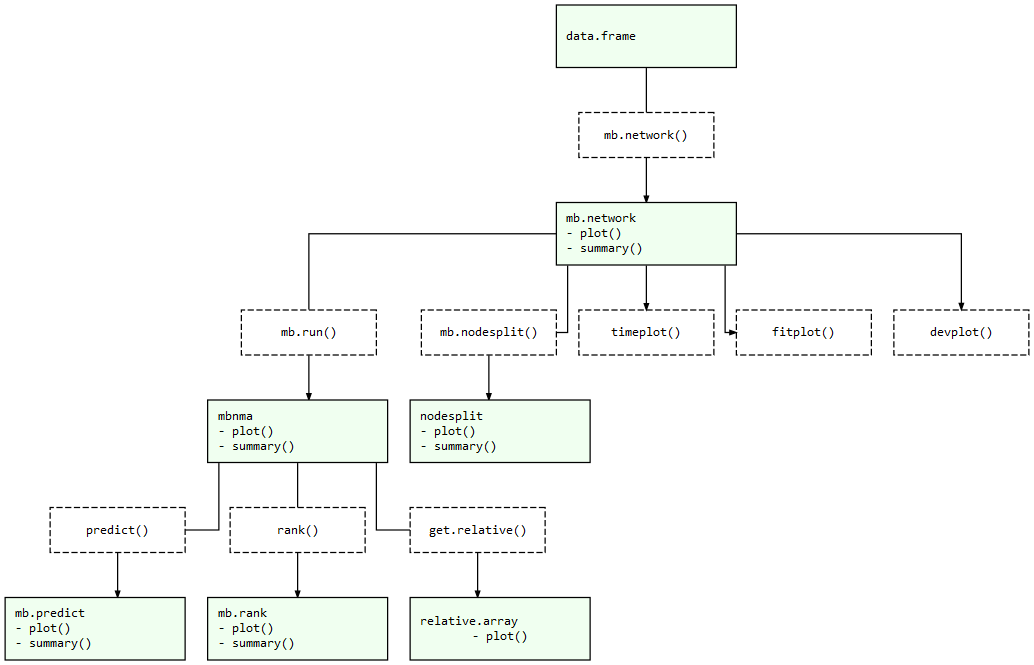 data.frame
mb.network()
mb.network
- plot()
- summary()
mb.run()
mb.nodesplit()
timeplot()
fitplot()
devplot()
mbnma
- plot()
- summary()
nodesplit
- plot()
- summary()
predict()
rank()
get.relative()
mb.predict
- plot()
- summary()
mb.rank
- plot()
- summary()
relative.array
- plot()